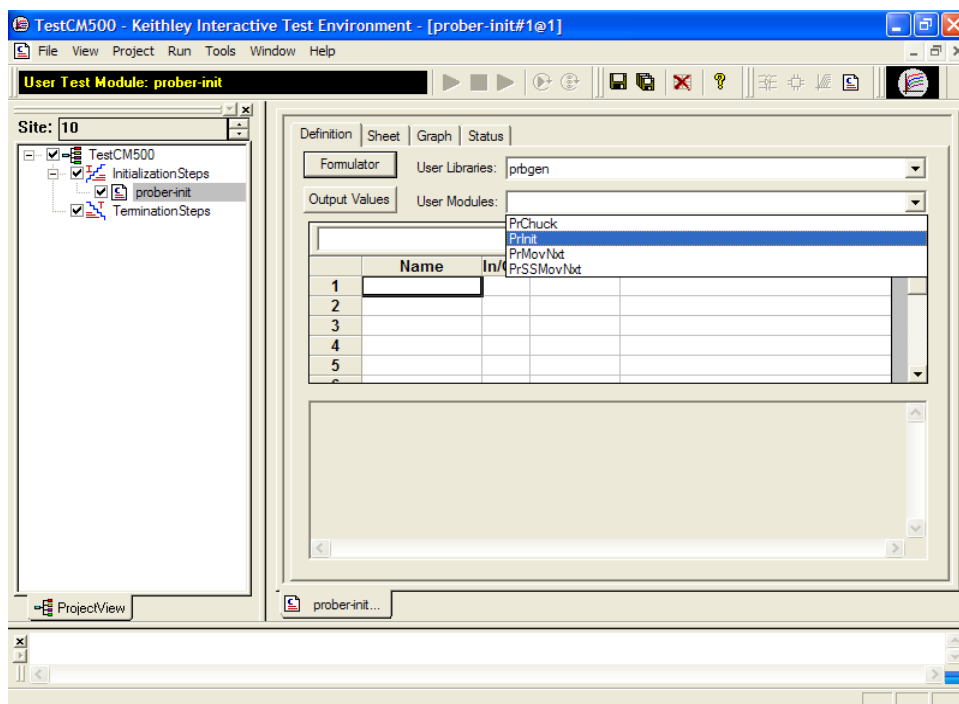 TestCM500 - Keithley Interactive Test Environment - [prober-init#1@1]
File View Project Run Tools Window Help
User Test Module: prober-init
Site: 10
TestCM500
InitializationSteps
prober-init
TerminationSteps
ProjectView
Definition Sheet Graph Status
Formulator User Libraries: prbgen
Output Values User Modules:
PrChuck
PrInit
PrMovNxt
PrSSMovNxt
Name In/
1
2
3
4
5
prober-init...